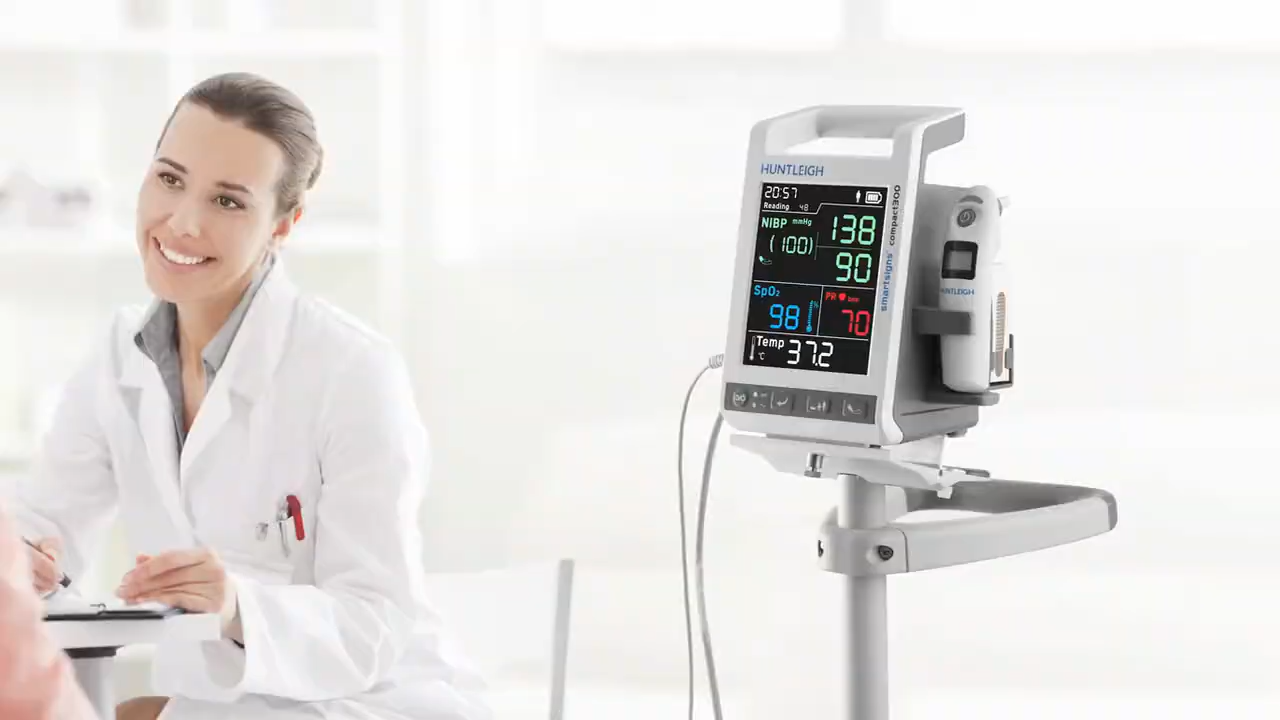 HUNTLEIGH
20:57
Reading 48
NIBP mmHg 138
(100)
90
SpO₂ 98 %
PR bpm 70
Temp °C 37.2
smartsigns® compact300
HUNTLEIGH